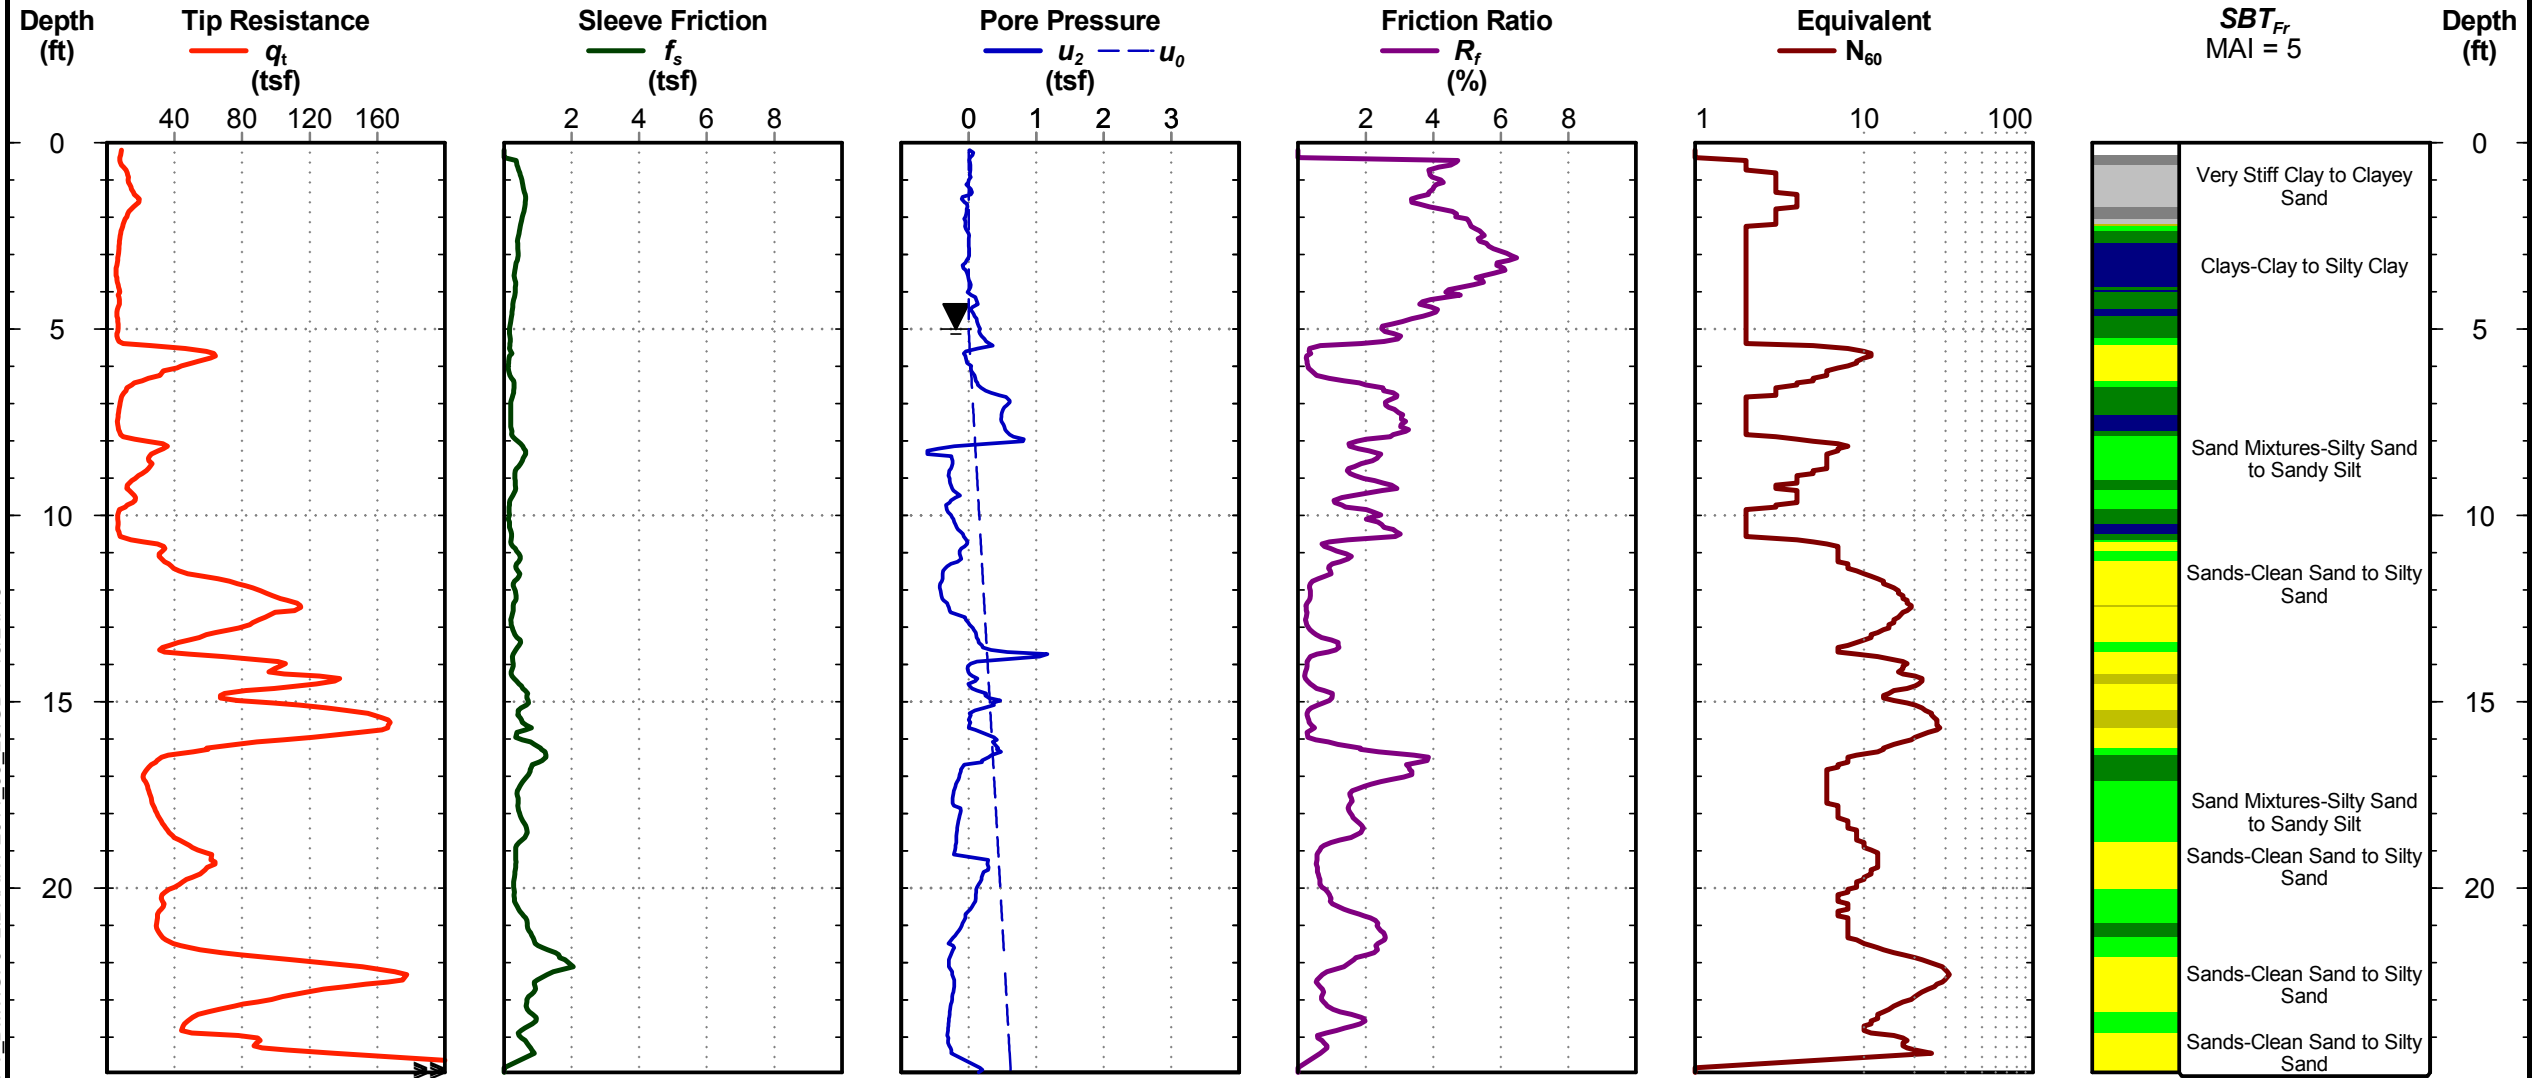 Depth
(ft)
Tip Resistance
qt
(tsf)
Sleeve Friction
fs
(tsf)
Pore Pressure
u2 u0
(tsf)
Friction Ratio
Rf
(%)
Equivalent
N60
SBTFr
MAI = 5
Depth
(ft)
40 80 120 160
2 4 6 8
0 1 2 3
2 4 6 8
1 10 100
0 0
Very Stiff Clay to Clayey
Sand
Clays-Clay to Silty Clay
5 5
Sand Mixtures-Silty Sand
to Sandy Silt
10 10
Sands-Clean Sand to Silty
Sand
15 15
Sand Mixtures-Silty Sand
to Sandy Silt
Sands-Clean Sand to Silty
Sand
20 20
Sands-Clean Sand to Silty
Sand
Sands-Clean Sand to Silty
Sand